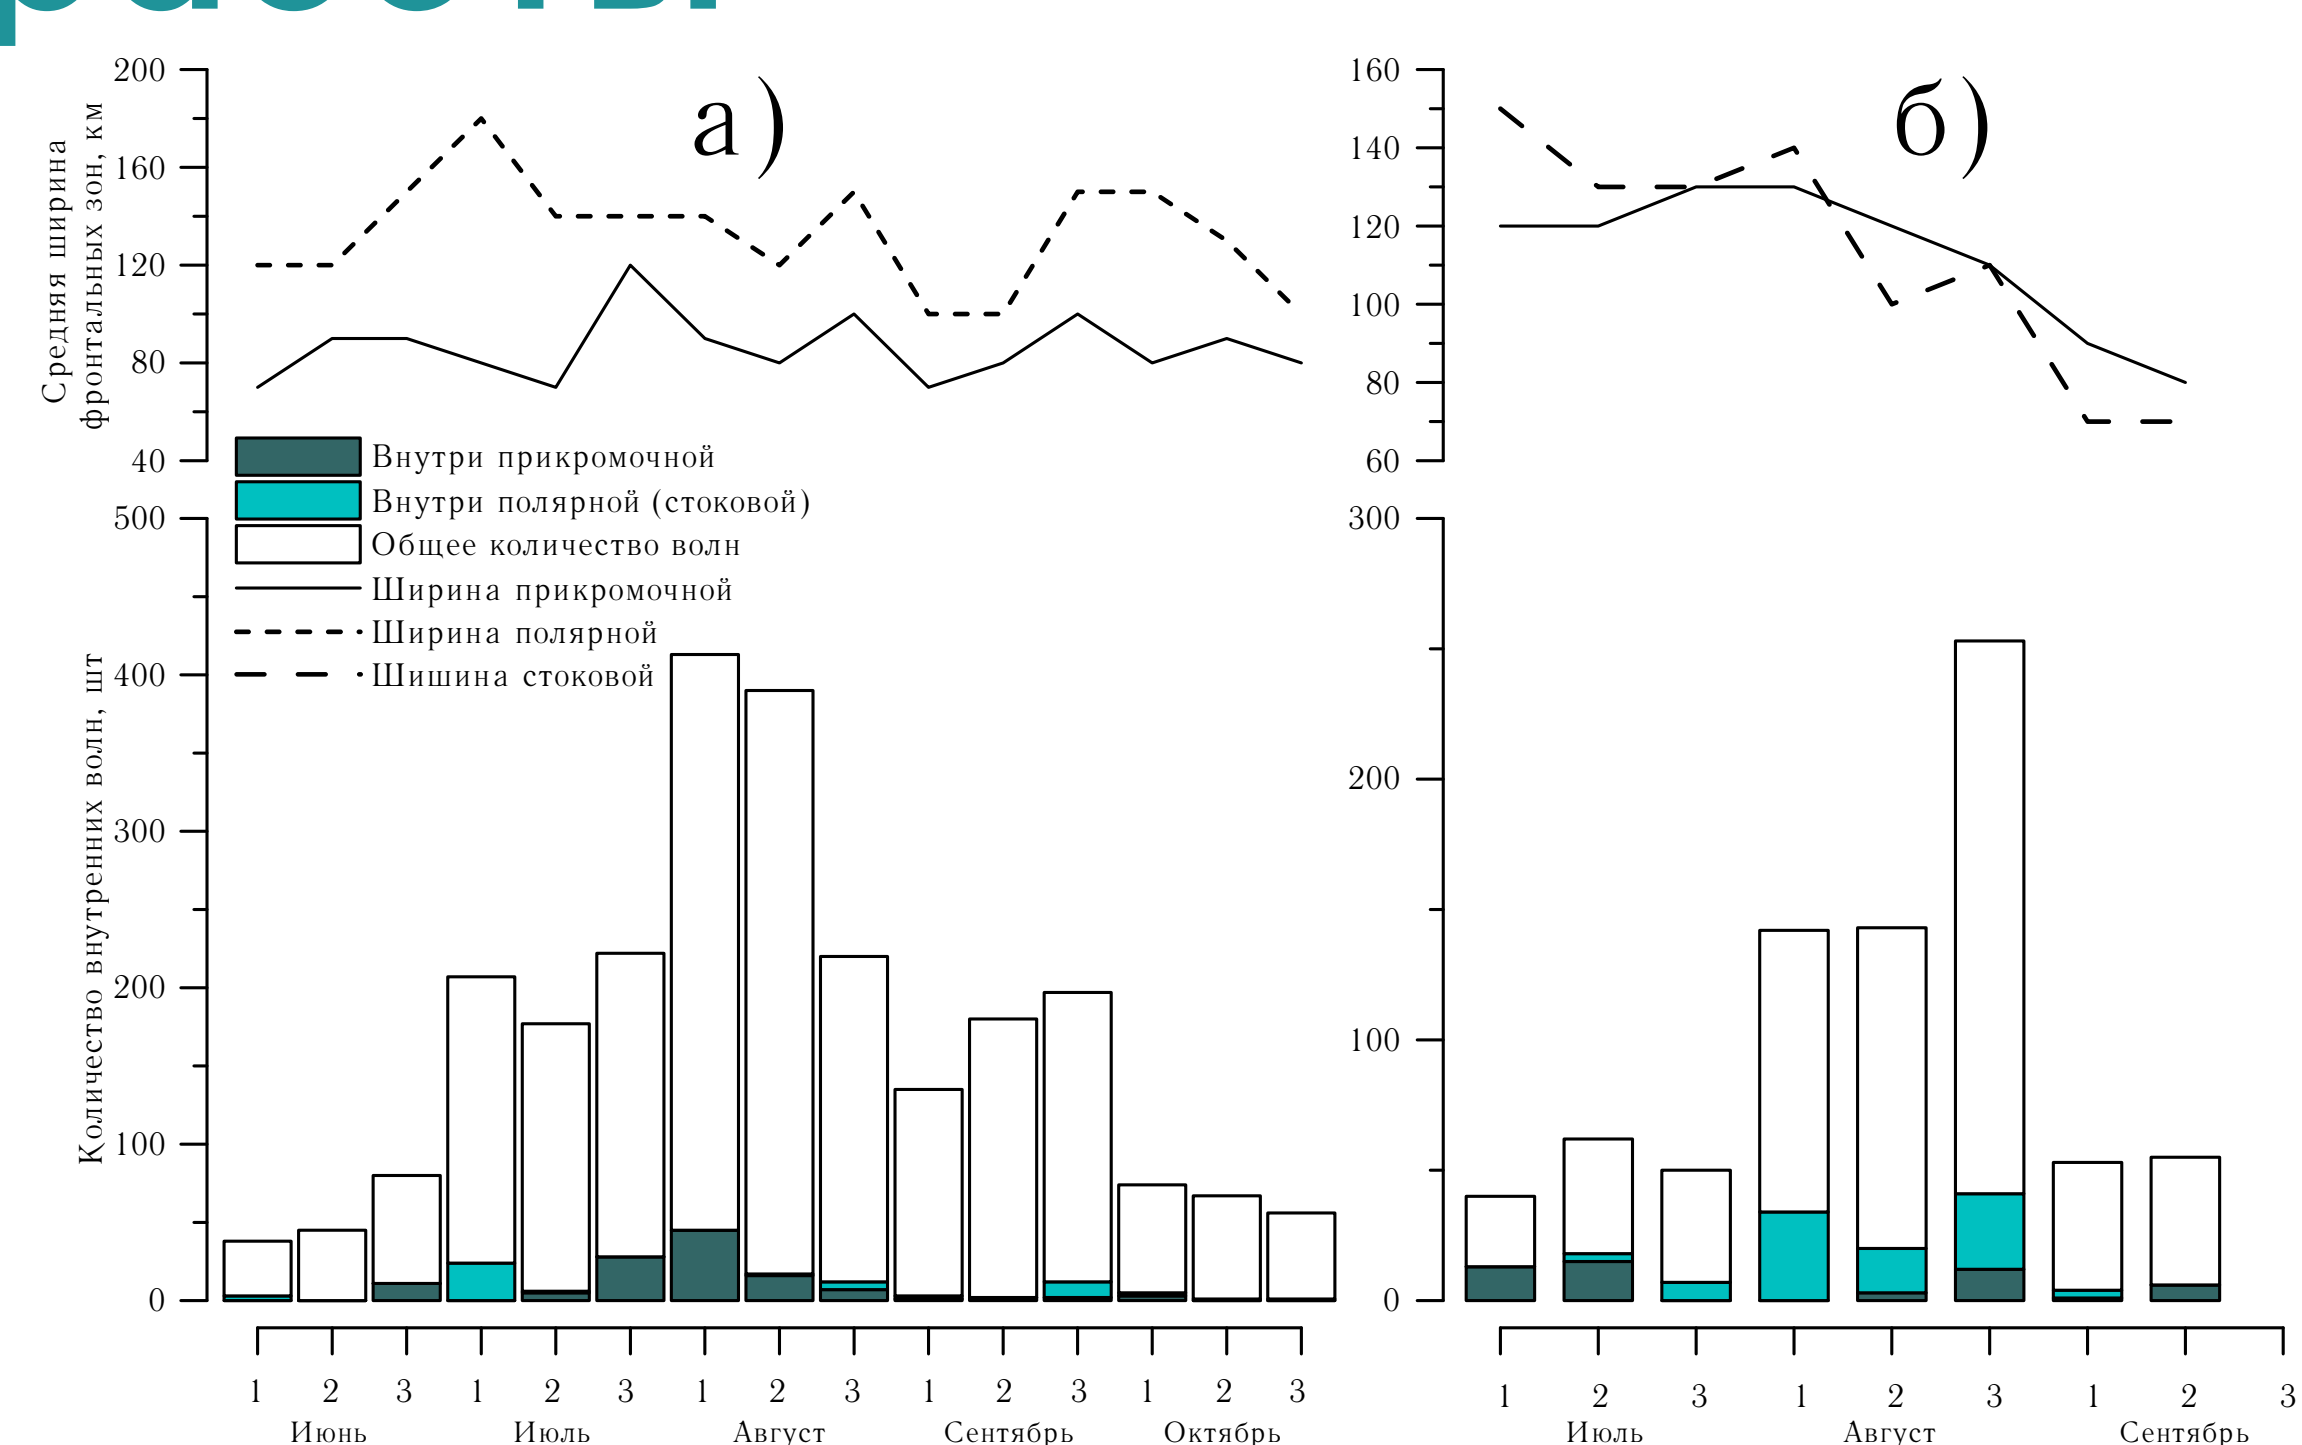 работы
200
160
120
80
40
Средняя ширина
фронтальных зон, км
а)
160
140
120
100
80
60
б)
Внутри прикромочной
Внутри полярной (стоковой)
Общее количество волн
Ширина прикромочной
Ширина полярной
Шишина стоковой
500
400
300
200
100
0
Количество внутренних волн, шт
300
200
100
0
1 2 3 1 2 3 1 2 3 1 2 3 1 2 3
Июнь Июль Август Сентябрь Октябрь
1 2 3 1 2 3 1 2 3
Июль Август Сентябрь